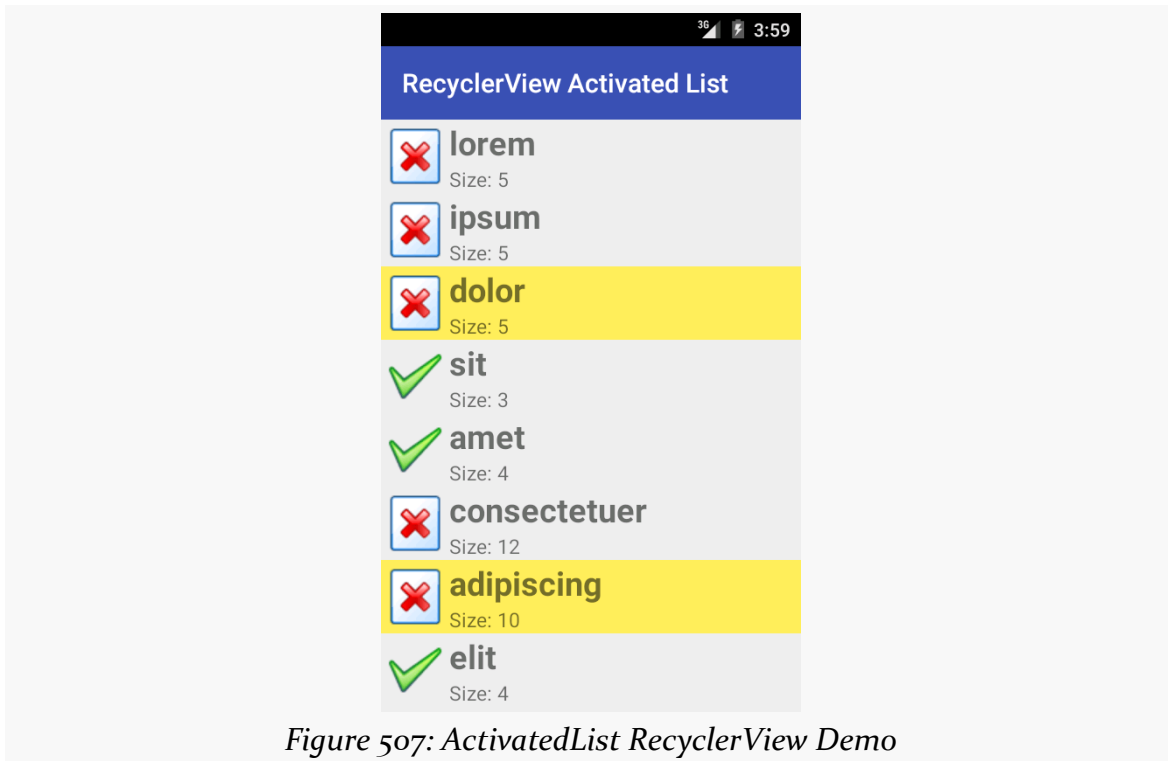 3G 3:59
RecyclerView Activated List
lorem
Size: 5
ipsum
Size: 5
dolor
Size: 5
sit
Size: 3
amet
Size: 4
consectetuer
Size: 12
adipiscing
Size: 10
elit
Size: 4
Figure 507: ActivatedList RecyclerView Demo